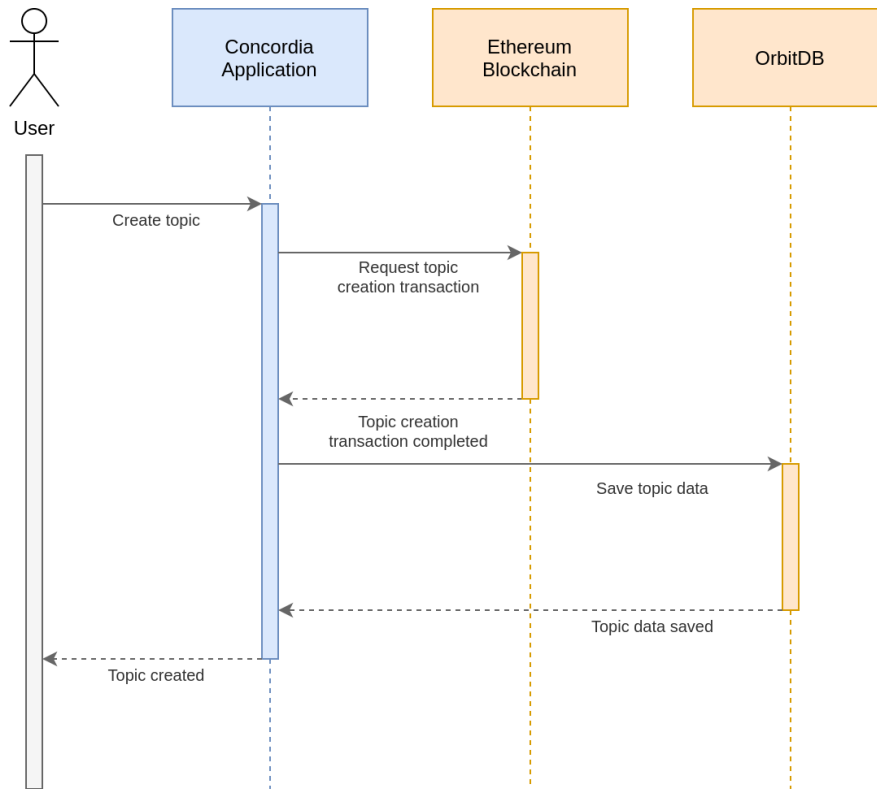 Concordia
Application
Ethereum
Blockchain
OrbitDB
User
Create topic
Request topic
creation transaction
Topic creation
transaction completed
Save topic data
Topic data saved
Topic created